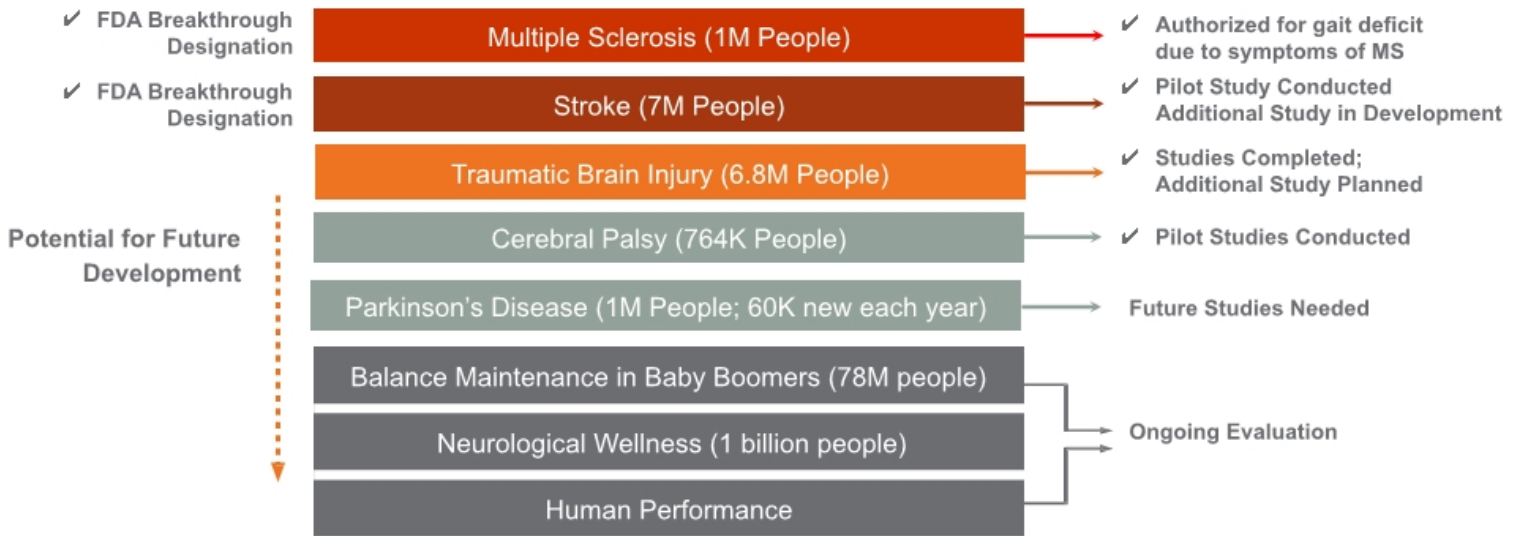 ✔ FDA Breakthrough
Designation
Multiple Sclerosis (1M People)
✔ Authorized for gait deficit
due to symptoms of MS
✔ FDA Breakthrough
Designation
Stroke (7M People)
✔ Pilot Study Conducted
Additional Study in Development
Traumatic Brain Injury (6.8M People)
✔ Studies Completed;
Additional Study Planned
Potential for Future
Development
Cerebral Palsy (764K People)
✔ Pilot Studies Conducted
Parkinson’s Disease (1M People; 60K new each year)
Future Studies Needed
Balance Maintenance in Baby Boomers (78M people)
Neurological Wellness (1 billion people)
Human Performance
Ongoing Evaluation